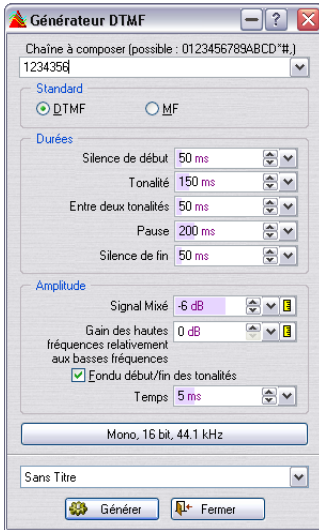 Générateur DTMF
Chaîne à composer (possible : 0123456789ABCD*#,)
1234356
Standard
DTMF
MF
Durées
Silence de début 50 ms
Tonalité 150 ms
Entre deux tonalités 50 ms
Pause 200 ms
Silence de fin 50 ms
Amplitude
Signal Mixé -6 dB
Gain des hautes 0 dB
fréquences relativement
aux basses fréquences
Fondu début/fin des tonalités
Temps 5 ms
Mono, 16 bit, 44.1 kHz
Sans Titre
Générer
Fermer